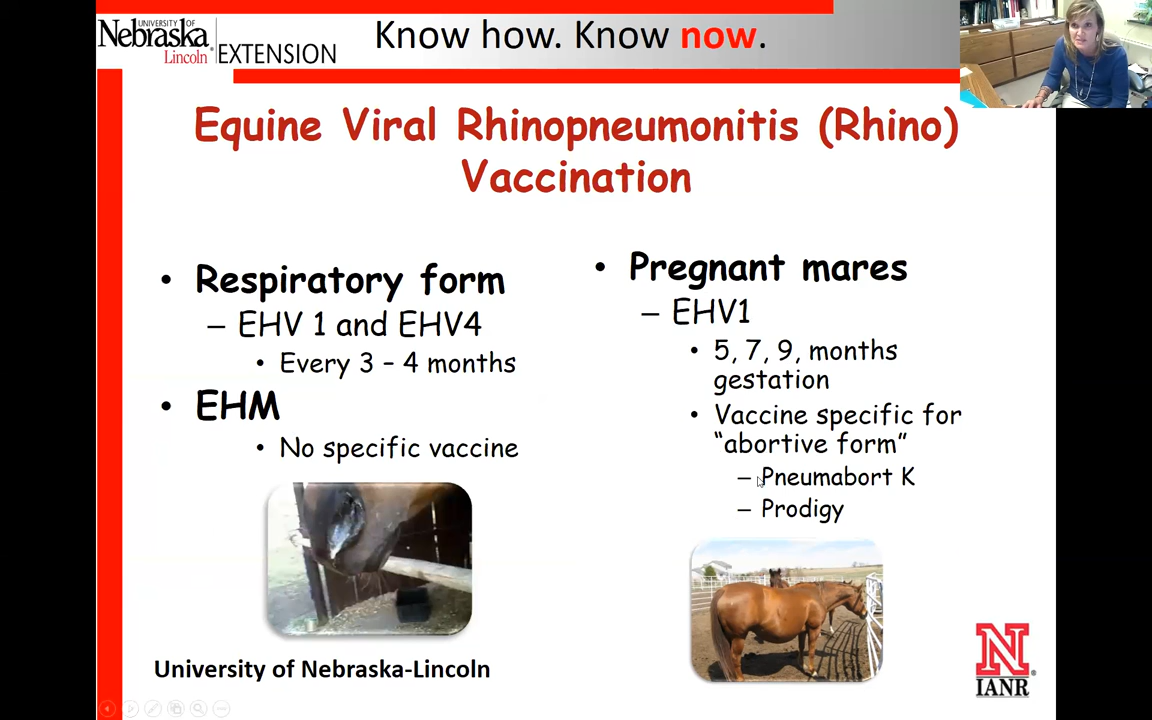 UNIVERSITY OF
Nebraska
Lincoln
EXTENSION
Know how. Know now.
Equine Viral Rhinopneumonitis (Rhino)
Vaccination
• Respiratory form
– EHV 1 and EHV4
• Every 3 – 4 months
• EHM
• No specific vaccine
• Pregnant mares
– EHV1
• 5, 7, 9, months
gestation
• Vaccine specific for
“abortive form”
– Pneumabort K
– Prodigy
University of Nebraska-Lincoln
N
IANR